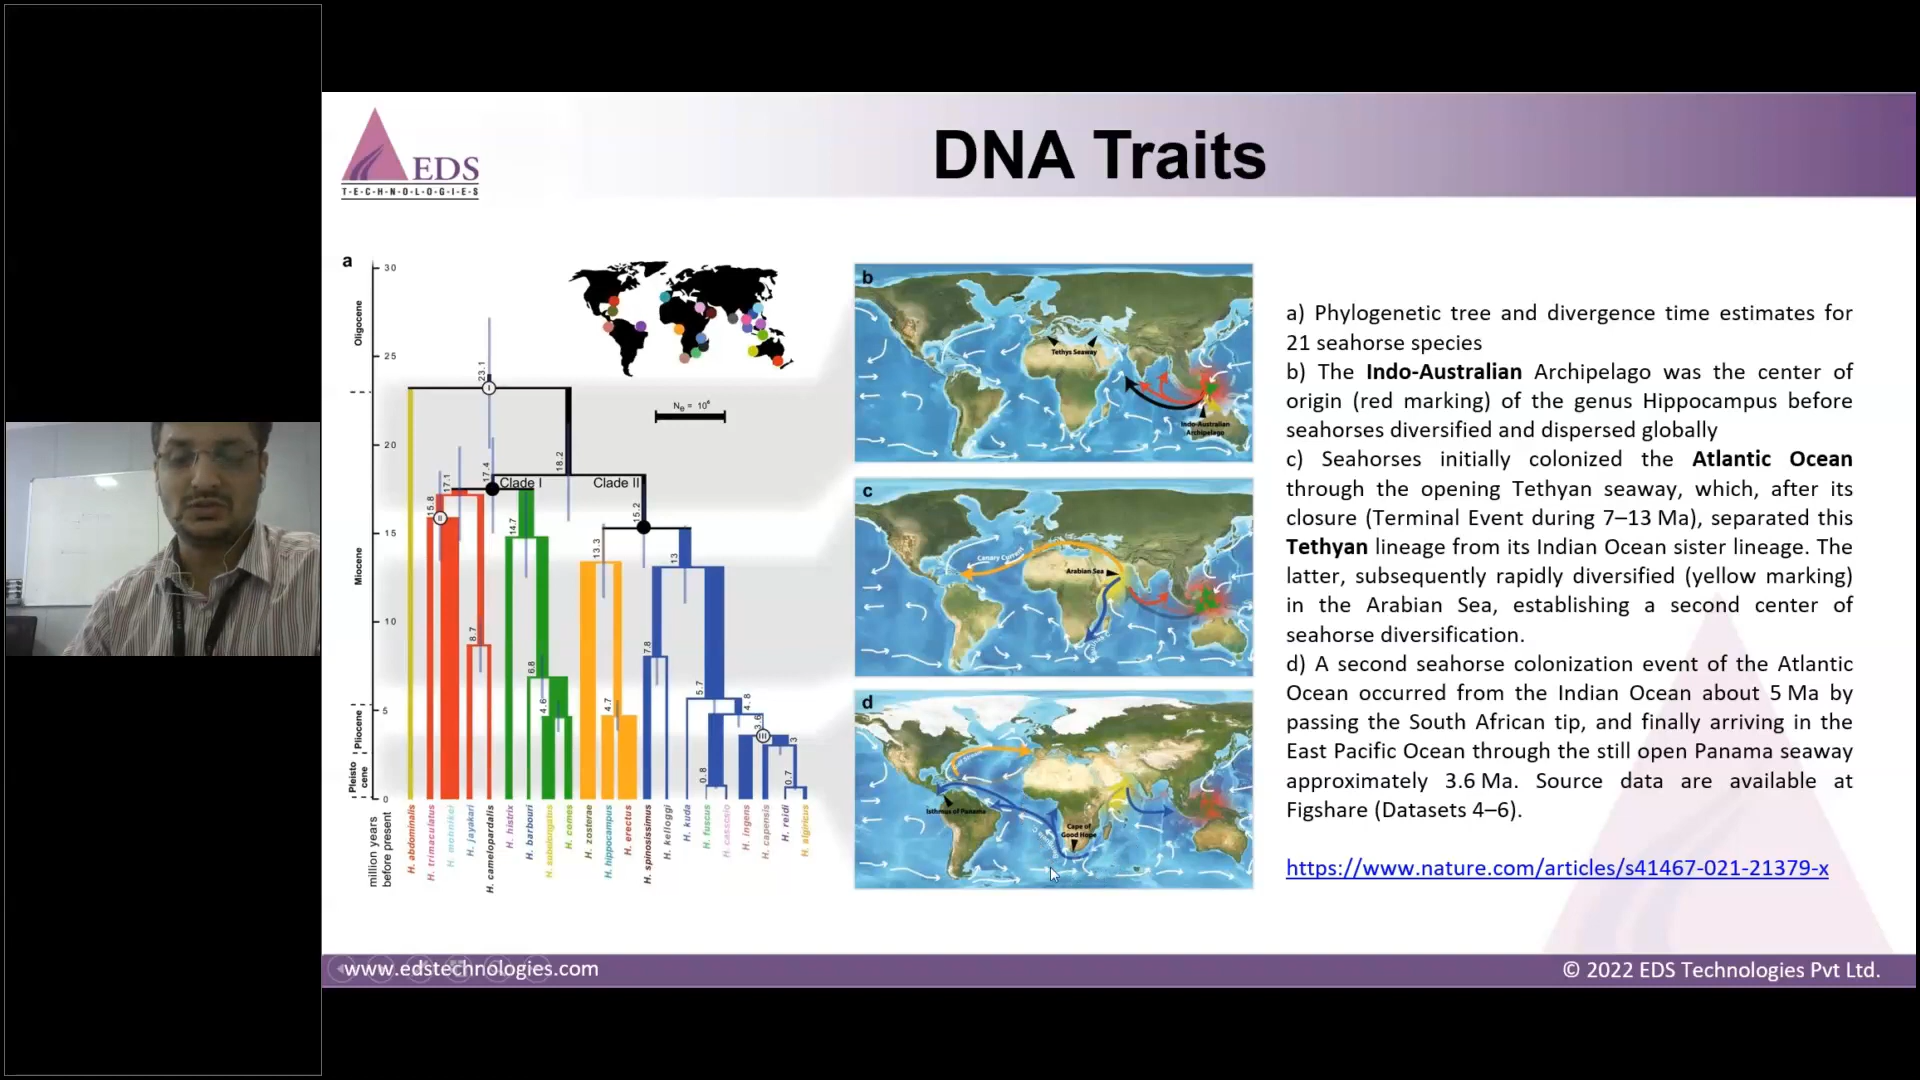 EDS
T·E·C·H·N·O·L·O·G·I·E·S
DNA Traits
a
30
25
20
15
10
5
0
Oligocene
Miocene
Pliocene
Pleisto
cene
million years
before present
23.1
I
18.2
17.4
17.1
15.8
II
Clade I
Clade II
15.2
14.7
13.3
13
8.7
7.8
6.8
5.7
4.8
4.6
4.7
3.6
III
3
0.8
0.7
Nₑ = 10⁶
H. abdominalis
H. trimaculatus
H. mohnikei
H. jayakari
H. camelopardalis
H. histrix
H. barbouri
H. subelongatus
H. comes
H. zosterae
H. hippocampus
H. erectus
H. spinosissimus
H. kelloggi
H. kuda
H. fuscus
H. casscsio
H. ingens
H. capensis
H. reidi
H. algiricus
b
Tethys Seaway
Indo-Australian
Archipelago
c
Canary Current
Arabian Sea
d
Isthmus of Panama
Cape of
Good Hope
a) Phylogenetic tree and divergence time estimates for
21 seahorse species
b) The Indo-Australian Archipelago was the center of
origin (red marking) of the genus Hippocampus before
seahorses diversified and dispersed globally
c) Seahorses initially colonized the Atlantic Ocean
through the opening Tethyan seaway, which, after its
closure (Terminal Event during 7–13 Ma), separated this
Tethyan lineage from its Indian Ocean sister lineage. The
latter, subsequently rapidly diversified (yellow marking)
in the Arabian Sea, establishing a second center of
seahorse diversification.
d) A second seahorse colonization event of the Atlantic
Ocean occurred from the Indian Ocean about 5 Ma by
passing the South African tip, and finally arriving in the
East Pacific Ocean through the still open Panama seaway
approximately 3.6 Ma. Source data are available at
Figshare (Datasets 4–6).
https://www.nature.com/articles/s41467-021-21379-x
www.edstechnologies.com
© 2022 EDS Technologies Pvt Ltd.